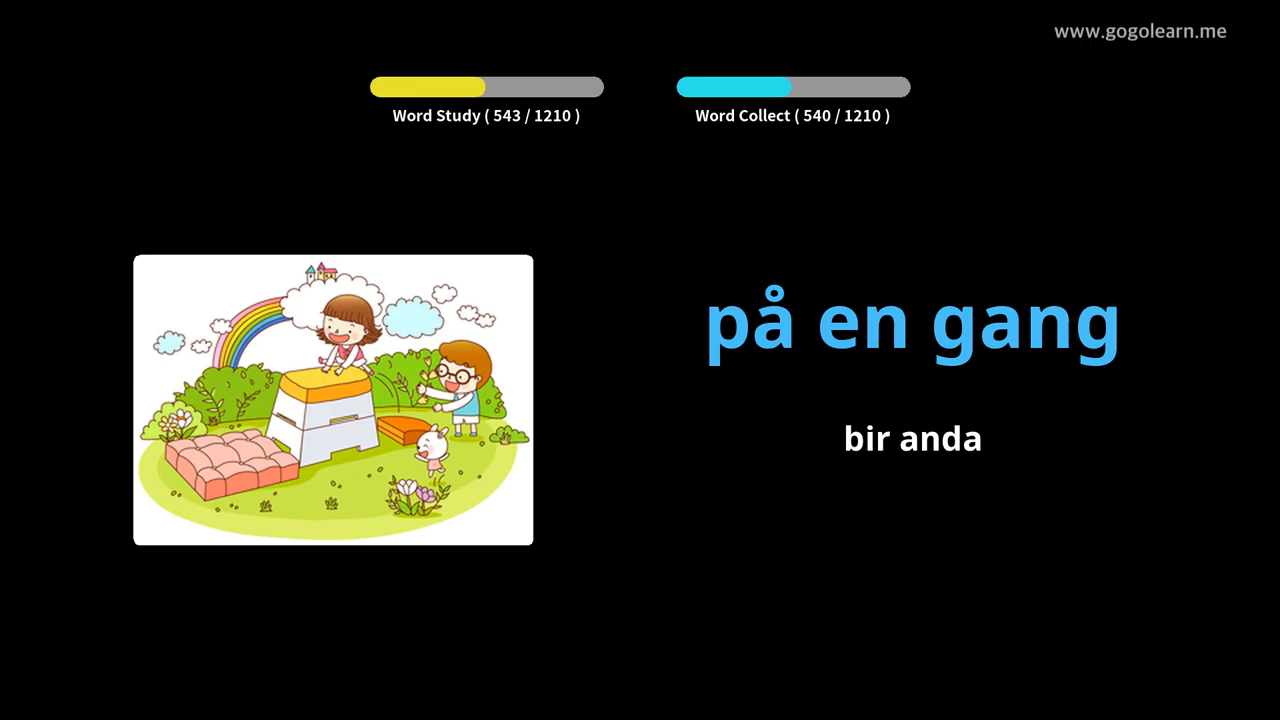 www.gogolearn.me
Word Study ( 543 / 1210 )
Word Collect ( 540 / 1210 )
på en gang
bir anda